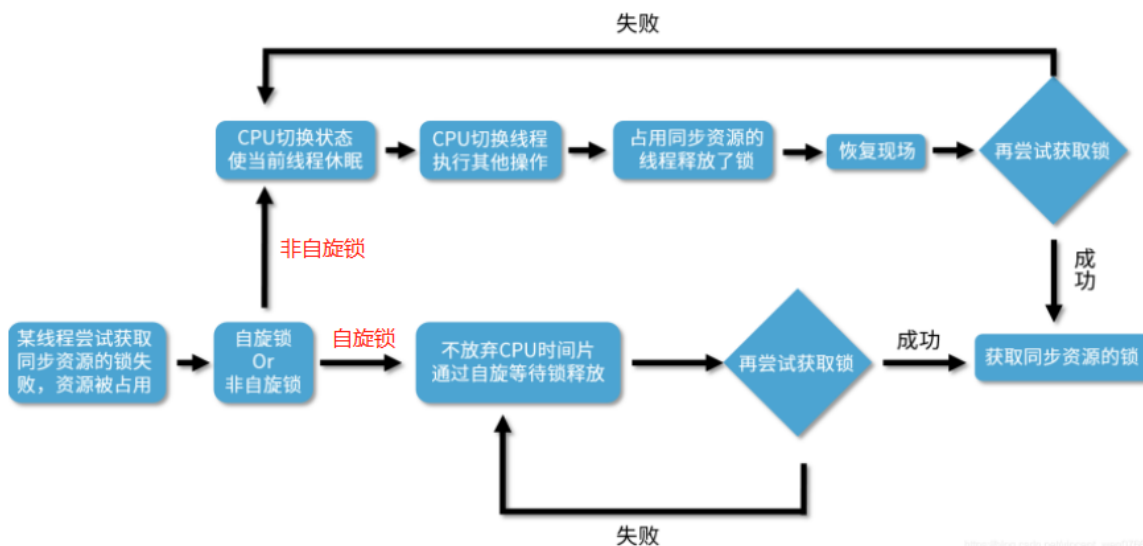 失败
CPU切换状态
使当前线程休眠
CPU切换线程
执行其他操作
占用同步资源的
线程释放了锁
恢复现场
再尝试获取锁
非自旋锁
成功
某线程尝试获取
同步资源的锁失
败，资源被占用
自旋锁
Or
非自旋锁
自旋锁
不放弃CPU时间片
通过自旋等待锁释放
再尝试获取锁
成功
获取同步资源的锁
失败